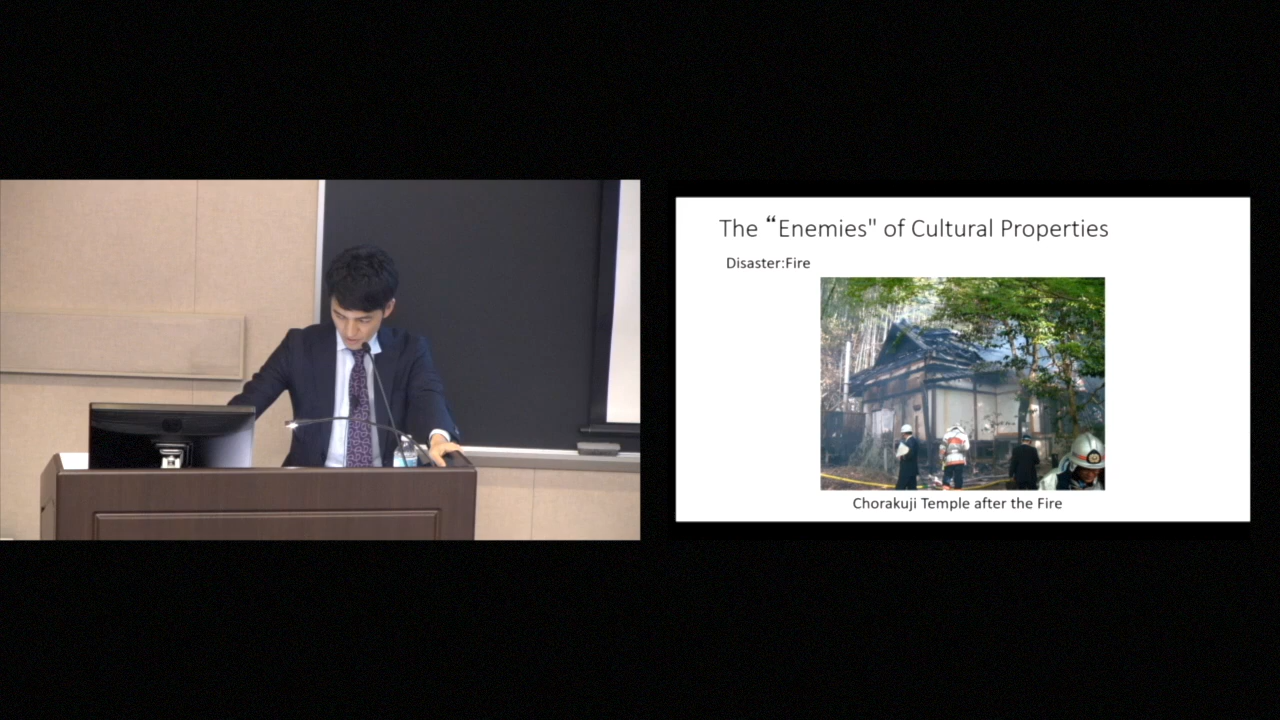 The “Enemies" of Cultural Properties
Disaster:Fire
Chorakuji Temple after the Fire